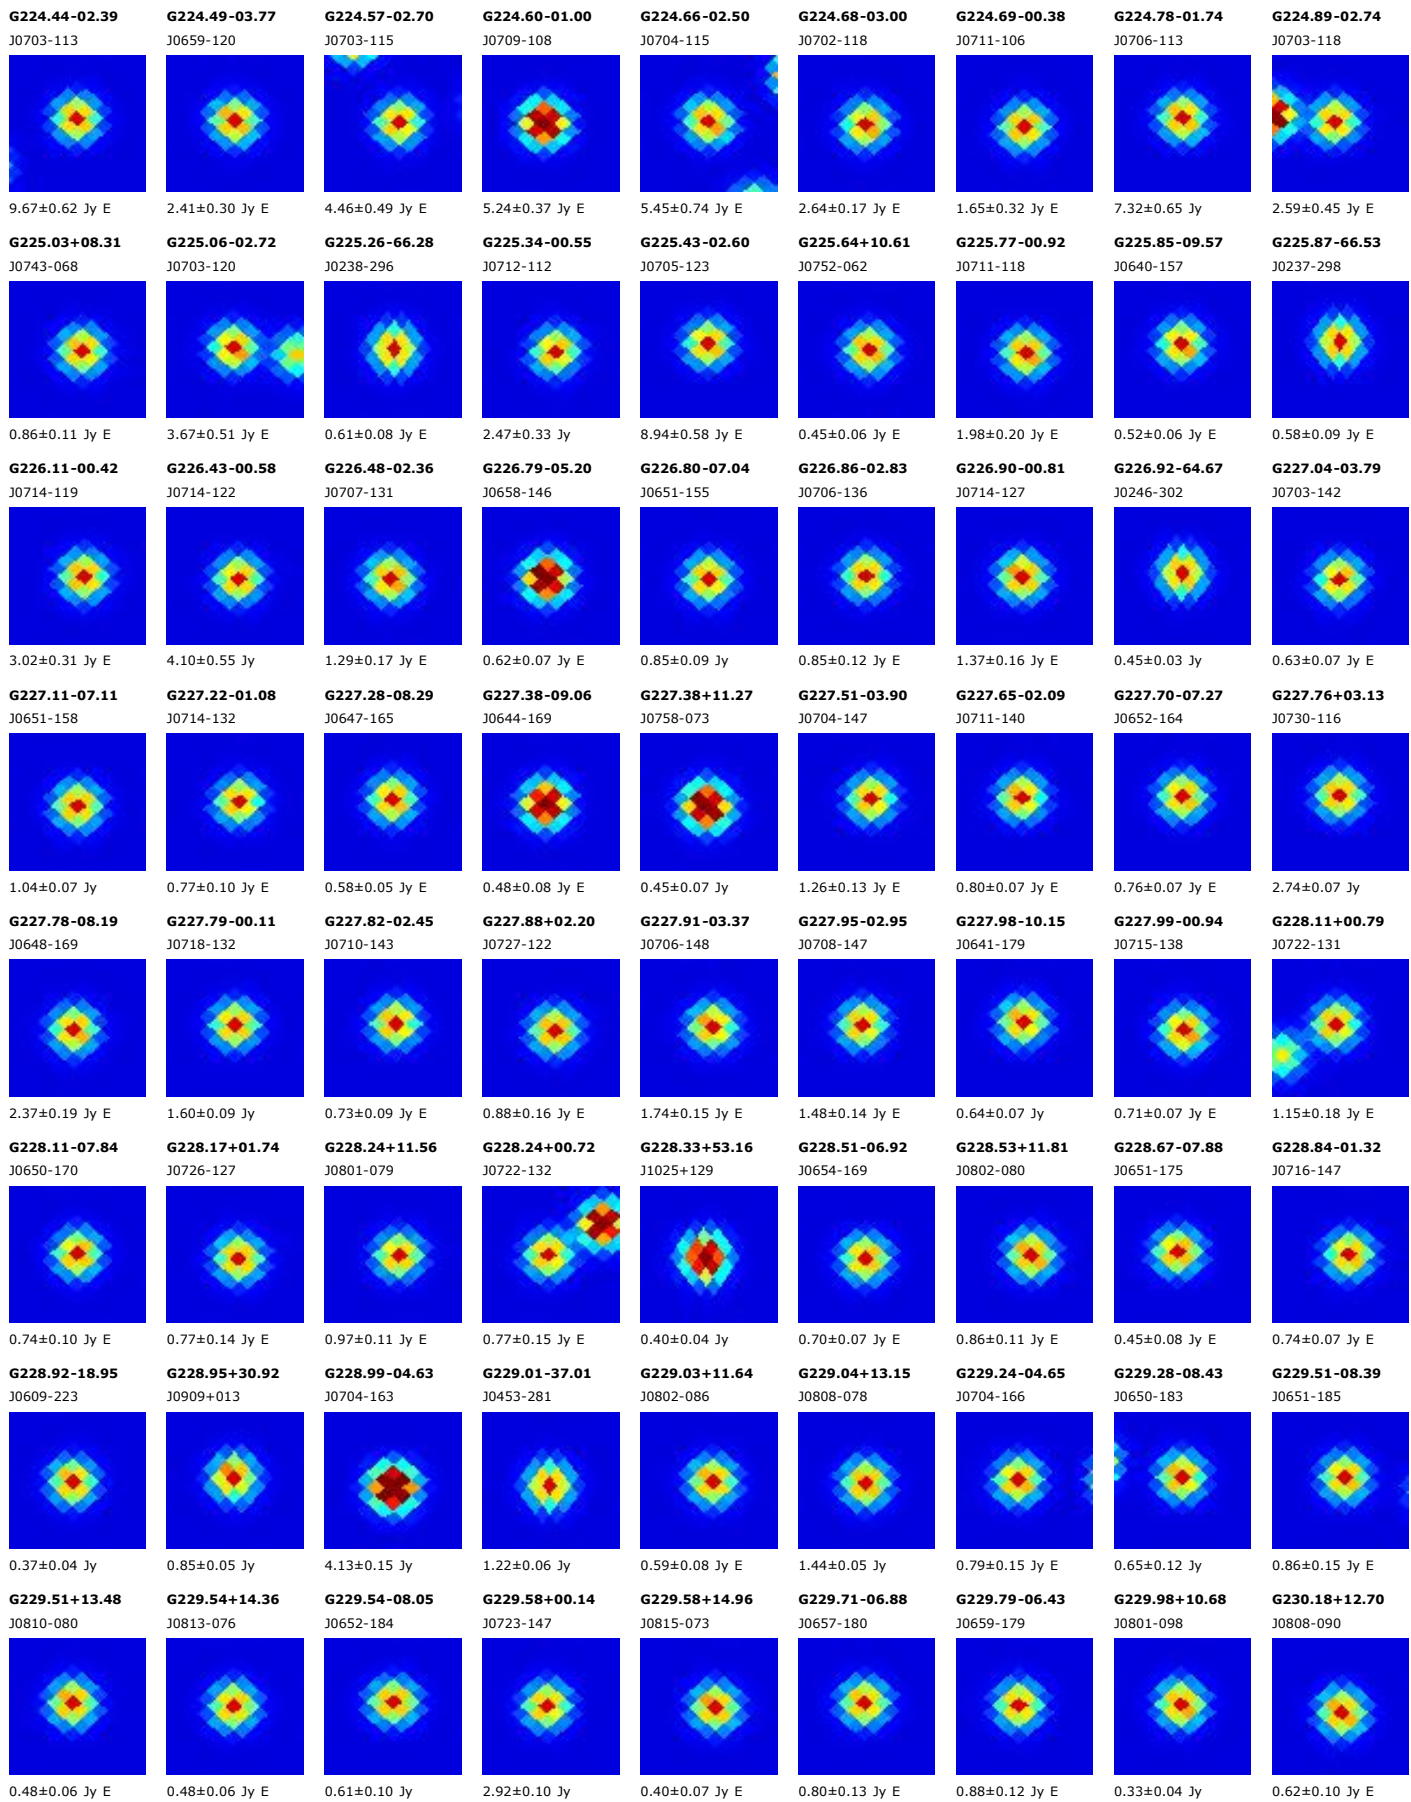 G224.44-02.39 G224.49-03.77 G224.57-02.70 G224.60-01.00 G224.66-02.50 G224.68-03.00 G224.69-00.38 G224.78-01.74 G224.89-02.74
J0703-113 J0659-120 J0703-115 J0709-108 J0704-115 J0702-118 J0711-106 J0706-113 J0703-118
9.67±0.62 Jy E 2.41±0.30 Jy E 4.46±0.49 Jy E 5.24±0.37 Jy E 5.45±0.74 Jy E 2.64±0.17 Jy E 1.65±0.32 Jy E 7.32±0.65 Jy 2.59±0.45 Jy E
G225.03+08.31 G225.06-02.72 G225.26-66.28 G225.34-00.55 G225.43-02.60 G225.64+10.61 G225.77-00.92 G225.85-09.57 G225.87-66.53
J0743-068 J0703-120 J0238-296 J0712-112 J0705-123 J0752-062 J0711-118 J0640-157 J0237-298
0.86±0.11 Jy E 3.67±0.51 Jy E 0.61±0.08 Jy E 2.47±0.33 Jy 8.94±0.58 Jy E 0.45±0.06 Jy E 1.98±0.20 Jy E 0.52±0.06 Jy E 0.58±0.09 Jy E
G226.11-00.42 G226.43-00.58 G226.48-02.36 G226.79-05.20 G226.80-07.04 G226.86-02.83 G226.90-00.81 G226.92-64.67 G227.04-03.79
J0714-119 J0714-122 J0707-131 J0658-146 J0651-155 J0706-136 J0714-127 J0246-302 J0703-142
3.02±0.31 Jy E 4.10±0.55 Jy 1.29±0.17 Jy E 0.62±0.07 Jy E 0.85±0.09 Jy 0.85±0.12 Jy E 1.37±0.16 Jy E 0.45±0.03 Jy 0.63±0.07 Jy E
G227.11-07.11 G227.22-01.08 G227.28-08.29 G227.38-09.06 G227.38+11.27 G227.51-03.90 G227.65-02.09 G227.70-07.27 G227.76+03.13
J0651-158 J0714-132 J0647-165 J0644-169 J0758-073 J0704-147 J0711-140 J0652-164 J0730-116
1.04±0.07 Jy 0.77±0.10 Jy E 0.58±0.05 Jy E 0.48±0.08 Jy E 0.45±0.07 Jy 1.26±0.13 Jy E 0.80±0.07 Jy E 0.76±0.07 Jy E 2.74±0.07 Jy
G227.78-08.19 G227.79-00.11 G227.82-02.45 G227.88+02.20 G227.91-03.37 G227.95-02.95 G227.98-10.15 G227.99-00.94 G228.11+00.79
J0648-169 J0718-132 J0710-143 J0727-122 J0706-148 J0708-147 J0641-179 J0715-138 J0722-131
2.37±0.19 Jy E 1.60±0.09 Jy 0.73±0.09 Jy E 0.88±0.16 Jy E 1.74±0.15 Jy E 1.48±0.14 Jy E 0.64±0.07 Jy 0.71±0.07 Jy E 1.15±0.18 Jy E
G228.11-07.84 G228.17+01.74 G228.24+11.56 G228.24+00.72 G228.33+53.16 G228.51-06.92 G228.53+11.81 G228.67-07.88 G228.84-01.32
J0650-170 J0726-127 J0801-079 J0722-132 J1025+129 J0654-169 J0802-080 J0651-175 J0716-147
0.74±0.10 Jy E 0.77±0.14 Jy E 0.97±0.11 Jy E 0.77±0.15 Jy E 0.40±0.04 Jy 0.70±0.07 Jy E 0.86±0.11 Jy E 0.45±0.08 Jy E 0.74±0.07 Jy E
G228.92-18.95 G228.95+30.92 G228.99-04.63 G229.01-37.01 G229.03+11.64 G229.04+13.15 G229.24-04.65 G229.28-08.43 G229.51-08.39
J0609-223 J0909+013 J0704-163 J0453-281 J0802-086 J0808-078 J0704-166 J0650-183 J0651-185
0.37±0.04 Jy 0.85±0.05 Jy 4.13±0.15 Jy 1.22±0.06 Jy 0.59±0.08 Jy E 1.44±0.05 Jy 0.79±0.15 Jy E 0.65±0.12 Jy 0.86±0.15 Jy E
G229.51+13.48 G229.54+14.36 G229.54-08.05 G229.58+00.14 G229.58+14.96 G229.71-06.88 G229.79-06.43 G229.98+10.68 G230.18+12.70
J0810-080 J0813-076 J0652-184 J0723-147 J0815-073 J0657-180 J0659-179 J0801-098 J0808-090
0.48±0.06 Jy E 0.48±0.06 Jy E 0.61±0.10 Jy 2.92±0.10 Jy 0.40±0.07 Jy E 0.80±0.13 Jy E 0.88±0.12 Jy E 0.33±0.04 Jy 0.62±0.10 Jy E